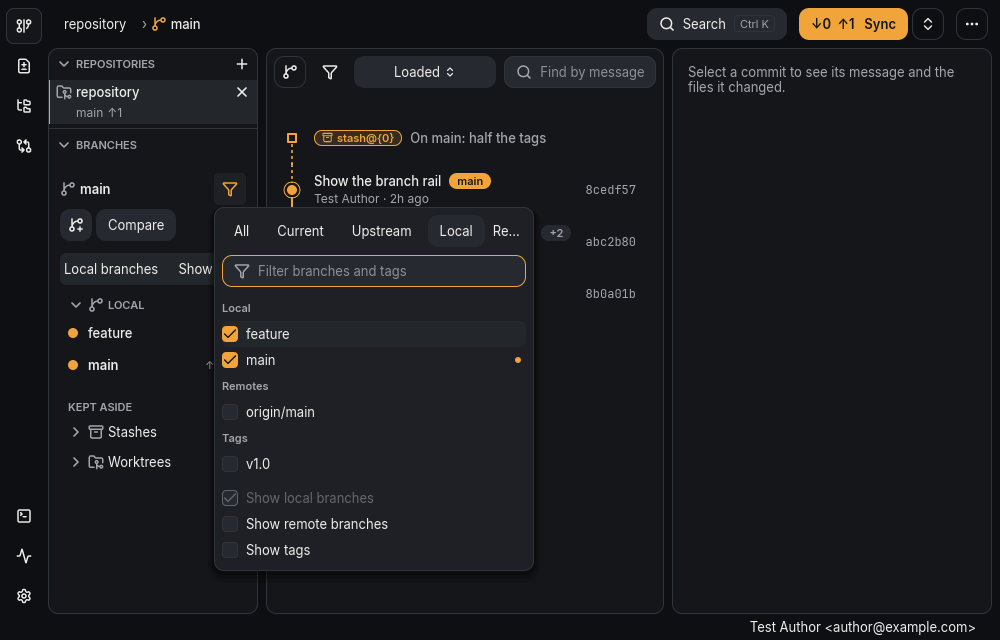 repository › main
Search Ctrl K
↓0 ↑1 Sync
REPOSITORIES
repository
main ↑1
BRANCHES
main
Compare
Local branches Show
LOCAL
feature
main ↑
KEPT ASIDE
Stashes
Worktrees
Loaded
Find by message
stash@{0} On main: half the tags
Show the branch rail main
Test Author · 2h ago
8cedf57
+2
abc2b80
8b0a01b
All Current Upstream Local Re...
Filter branches and tags
Local
feature
main
Remotes
origin/main
Tags
v1.0
Show local branches
Show remote branches
Show tags
Select a commit to see its message and the
files it changed.
Test Author <author@example.com>